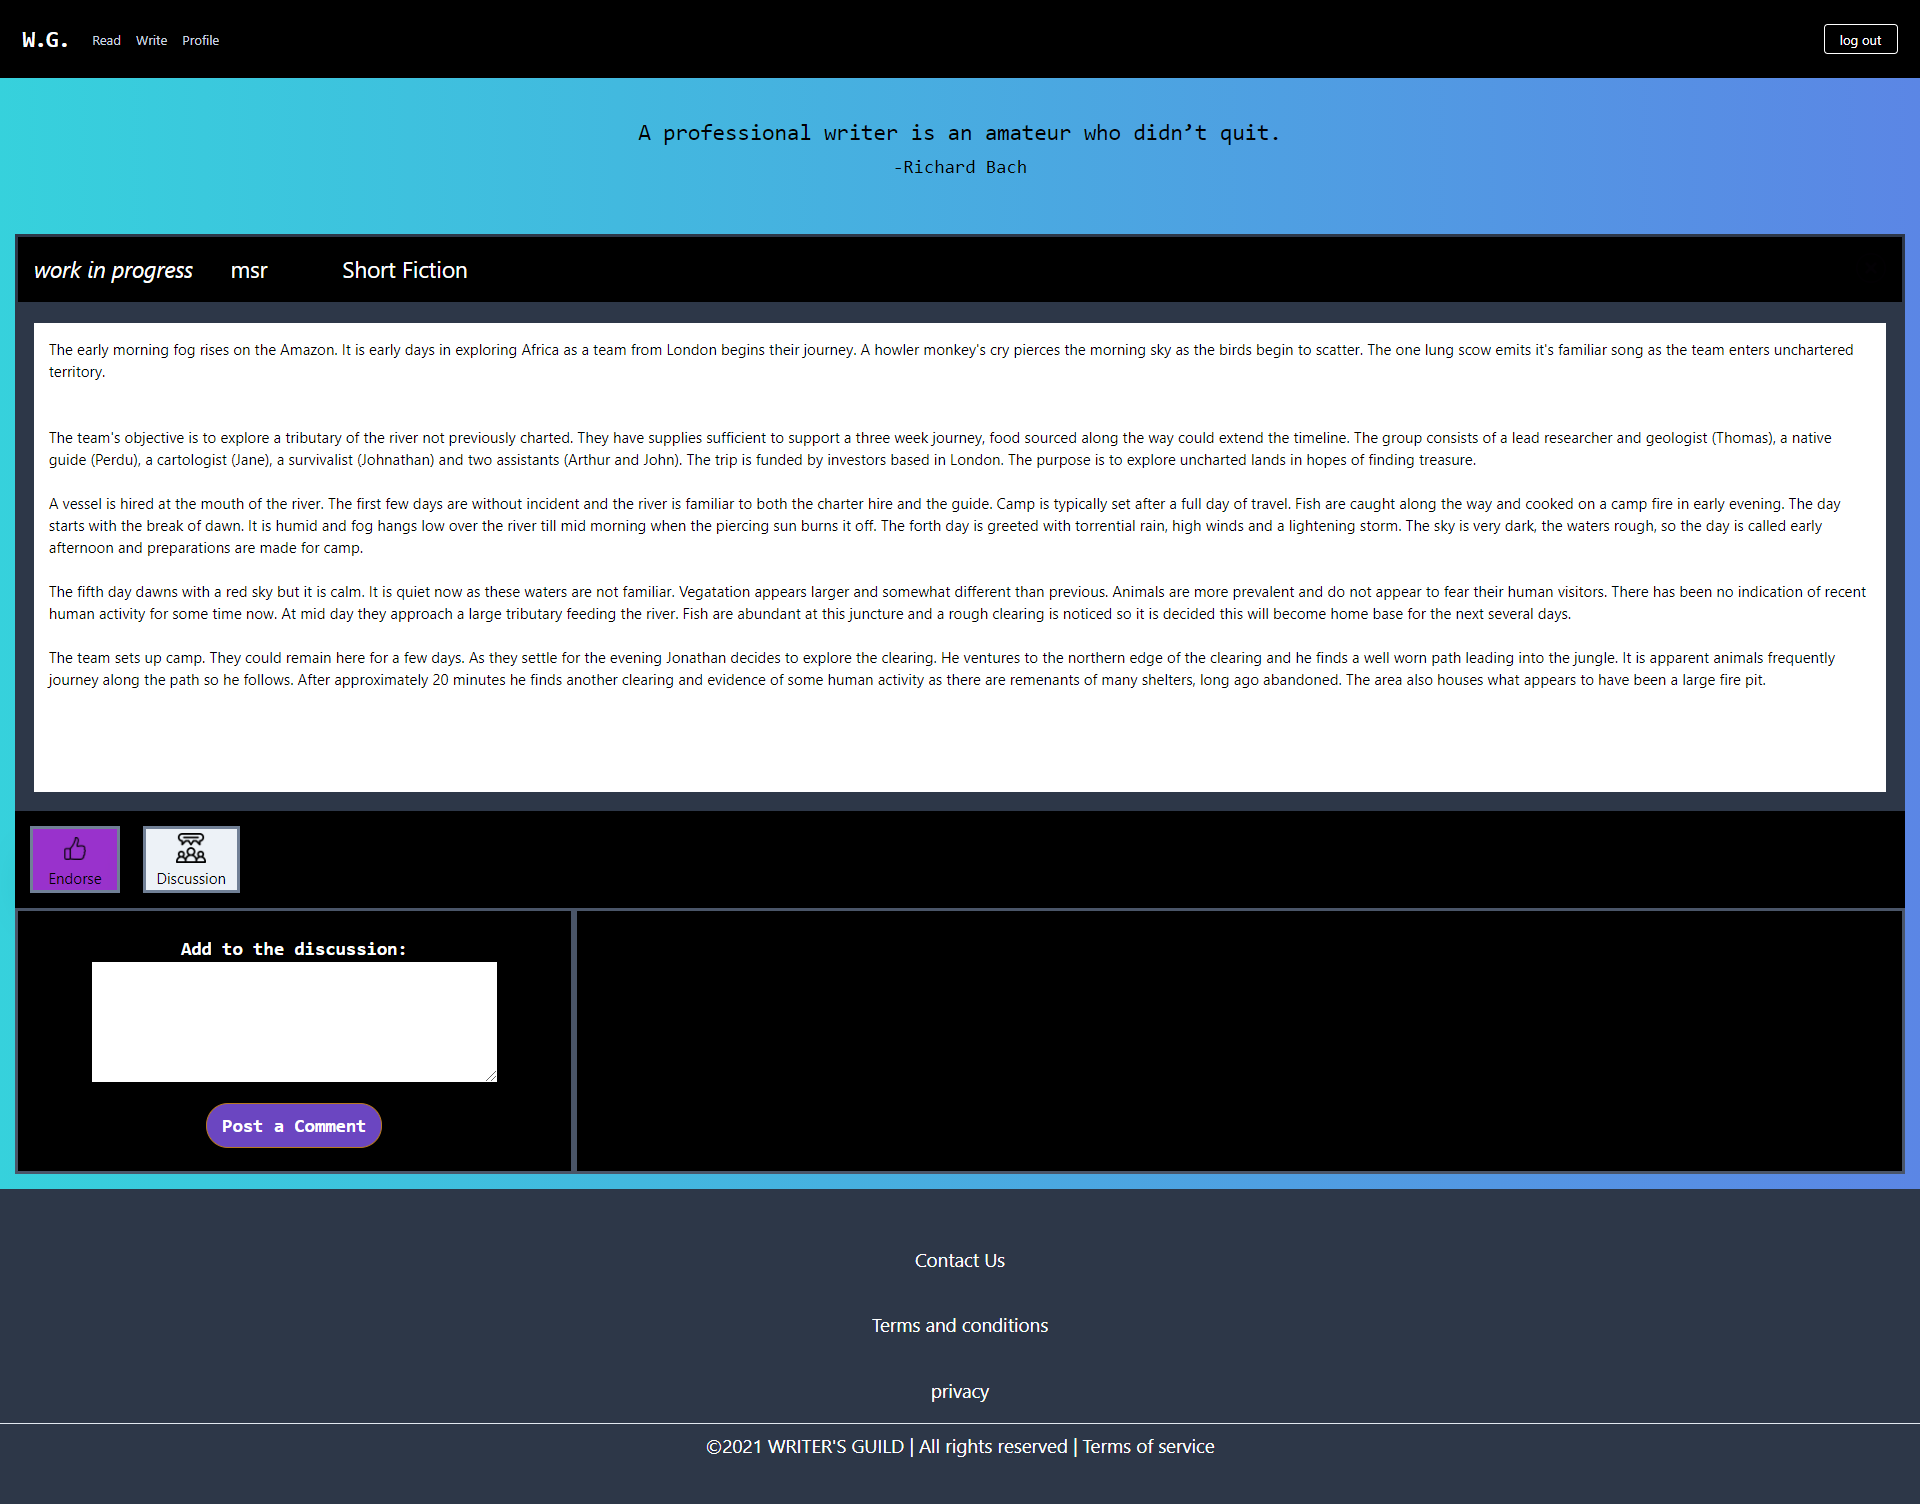 W.G. Read Write Profile log out
A professional writer is an amateur who didn’t quit.
-Richard Bach
work in progress msr Short Fiction
The early morning fog rises on the Amazon. It is early days in exploring Africa as a team from London begins their journey. A howler monkey's cry pierces the morning sky as the birds begin to scatter. The one lung scow emits it's familiar song as the team enters unchartered
territory.
The team's objective is to explore a tributary of the river not previously charted. They have supplies sufficient to support a three week journey, food sourced along the way could extend the timeline. The group consists of a lead researcher and geologist (Thomas), a native
guide (Perdu), a cartologist (Jane), a survivalist (Johnathan) and two assistants (Arthur and John). The trip is funded by investors based in London. The purpose is to explore uncharted lands in hopes of finding treasure.
A vessel is hired at the mouth of the river. The first few days are without incident and the river is familiar to both the charter hire and the guide. Camp is typically set after a full day of travel. Fish are caught along the way and cooked on a camp fire in early evening. The day
starts with the break of dawn. It is humid and fog hangs low over the river till mid morning when the piercing sun burns it off. The forth day is greeted with torrential rain, high winds and a lightening storm. The sky is very dark, the waters rough, so the day is called early
afternoon and preparations are made for camp.
The fifth day dawns with a red sky but it is calm. It is quiet now as these waters are not familiar. Vegatation appears larger and somewhat different than previous. Animals are more prevalent and do not appear to fear their human visitors. There has been no indication of recent
human activity for some time now. At mid day they approach a large tributary feeding the river. Fish are abundant at this juncture and a rough clearing is noticed so it is decided this will become home base for the next several days.
The team sets up camp. They could remain here for a few days. As they settle for the evening Jonathan decides to explore the clearing. He ventures to the northern edge of the clearing and he finds a well worn path leading into the jungle. It is apparent animals frequently
journey along the path so he follows. After approximately 20 minutes he finds another clearing and evidence of some human activity as there are remenants of many shelters, long ago abandoned. The area also houses what appears to have been a large fire pit.
Endorse Discussion
Add to the discussion:
Post a Comment
Contact Us
Terms and conditions
privacy
©2021 WRITER'S GUILD | All rights reserved | Terms of service